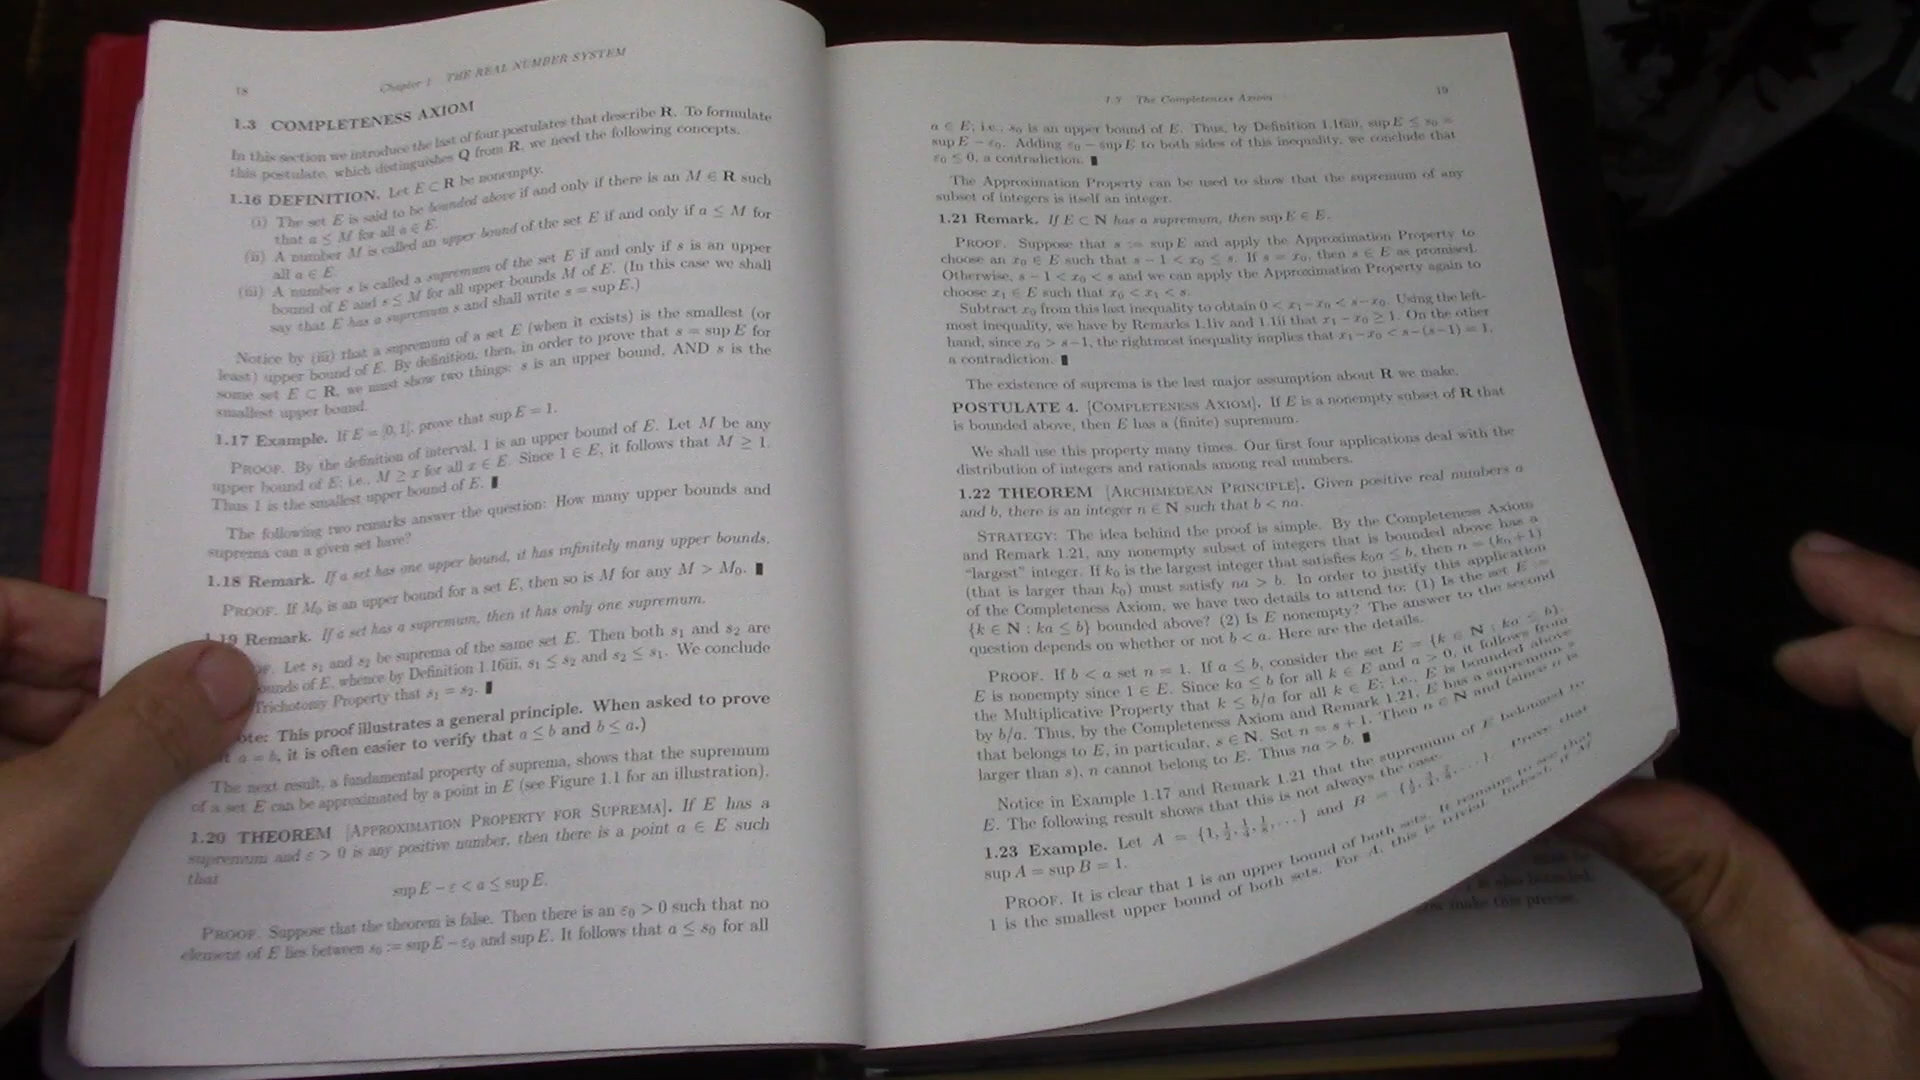 18 Chapter 1 THE REAL NUMBER SYSTEM
1.3 COMPLETENESS AXIOM
In this section we introduce the last of four postulates that describe R. To formulate
this postulate, which distinguishes Q from R, we need the following concepts.
1.16 DEFINITION. Let E ⊂ R be nonempty.
(i) The set E is said to be bounded above if and only if there is an M ∈ R such
that a ≤ M for all a ∈ E.
(ii) A number M is called an upper bound of the set E if and only if a ≤ M for
all a ∈ E.
(iii) A number s is called a supremum of the set E if and only if s is an upper
bound of E and s ≤ M for all upper bounds M of E. (In this case we shall
say that E has a supremum s and shall write s = sup E.)
Notice by (iii) that a supremum of a set E (when it exists) is the smallest (or
least) upper bound of E. By definition, then, in order to prove that s = sup E for
some set E ⊂ R, we must show two things: s is an upper bound, AND s is the
smallest upper bound.
1.17 Example. If E = [0, 1], prove that sup E = 1.
PROOF. By the definition of interval, 1 is an upper bound of E. Let M be any
upper bound of E; i.e., M ≥ x for all x ∈ E. Since 1 ∈ E, it follows that M ≥ 1.
Thus 1 is the smallest upper bound of E. ▮
The following two remarks answer the question: How many upper bounds and
suprema can a given set have?
1.18 Remark. If a set has one upper bound, it has infinitely many upper bounds.
PROOF. If M₀ is an upper bound for a set E, then so is M for any M > M₀. ▮
1.19 Remark. If a set has a supremum, then it has only one supremum.
Let s₁ and s₂ be suprema of the same set E. Then both s₁ and s₂ are
bounds of E, whence by Definition 1.16iii, s₁ ≤ s₂ and s₂ ≤ s₁. We conclude
Trichotomy Property that s₁ = s₂. ▮
ote: This proof illustrates a general principle. When asked to prove
a = b, it is often easier to verify that a ≤ b and b ≤ a.)
The next result, a fundamental property of suprema, shows that the supremum
of a set E can be approximated by a point in E (see Figure 1.1 for an illustration).
1.20 THEOREM [APPROXIMATION PROPERTY FOR SUPREMA]. If E has a
supremum and ε > 0 is any positive number, then there is a point a ∈ E such
that
sup E − ε < a ≤ sup E.
PROOF. Suppose that the theorem is false. Then there is an ε₀ > 0 such that no
element of E lies between s₀ := sup E − ε₀ and sup E. It follows that a ≤ s₀ for all
1.3 The Completeness Axiom 19
a ∈ E; i.e., s₀ is an upper bound of E. Thus, by Definition 1.16iii, sup E ≤ s₀ =
sup E − ε₀. Adding ε₀ − sup E to both sides of this inequality, we conclude that
ε₀ ≤ 0, a contradiction. ▮
The Approximation Property can be used to show that the supremum of any
subset of integers is itself an integer.
1.21 Remark. If E ⊂ N has a supremum, then sup E ∈ E.
PROOF. Suppose that s := sup E and apply the Approximation Property to
choose an x₀ ∈ E such that s − 1 < x₀ ≤ s. If s = x₀, then s ∈ E as promised.
Otherwise, s − 1 < x₀ < s and we can apply the Approximation Property again to
choose x₁ ∈ E such that x₀ < x₁ < s.
Subtract x₀ from this last inequality to obtain 0 < x₁ − x₀ < s − x₀. Using the left-
most inequality, we have by Remarks 1.1iv and 1.1ii that x₁ − x₀ ≥ 1. On the other
hand, since x₀ > s − 1, the rightmost inequality implies that x₁ − x₀ < s − (s − 1) = 1,
a contradiction. ▮
The existence of suprema is the last major assumption about R we make.
POSTULATE 4. [COMPLETENESS AXIOM]. If E is a nonempty subset of R that
is bounded above, then E has a (finite) supremum.
We shall use this property many times. Our first four applications deal with the
distribution of integers and rationals among real numbers.
1.22 THEOREM [ARCHIMEDEAN PRINCIPLE]. Given positive real numbers a
and b, there is an integer n ∈ N such that b < na.
STRATEGY: The idea behind the proof is simple. By the Completeness Axiom
and Remark 1.21, any nonempty subset of integers that is bounded above has a
"largest" integer. If k₀ is the largest integer that satisfies k₀a ≤ b, then n = (k₀ + 1)
(that is larger than k₀) must satisfy na > b. In order to justify this application
of the Completeness Axiom, we have two details to attend to: (1) Is the set E :=
{k ∈ N : ka ≤ b} bounded above? (2) Is E nonempty? The answer to the second
question depends on whether or not b < a. Here are the details.
PROOF. If b < a set n = 1. If a ≤ b, consider the set E = {k ∈ N : ka ≤ b}.
E is nonempty since 1 ∈ E. Since ka ≤ b for all k ∈ E and a > 0, it follows from
the Multiplicative Property that k ≤ b/a for all k ∈ E; i.e., E is bounded above
by b/a. Thus, by the Completeness Axiom and Remark 1.21, E has a supremum s
that belongs to E, in particular, s ∈ N. Set n = s + 1. Then n ∈ N and (since n is
larger than s), n cannot belong to E. Thus na > b. ▮
Notice in Example 1.17 and Remark 1.21 that the supremum of E belonged to
E. The following result shows that this is not always the case.
1.23 Example. Let A = {1, ½, ¼, ⅛, . . . } and B = {½, ¾, ⅞, . . . }. Prove that
sup A = sup B = 1.
PROOF. It is clear that 1 is an upper bound of both sets. It remains to see that
1 is the smallest upper bound of both sets. For A, this is trivial. Indeed, if M
is also bounded,
make this precise.